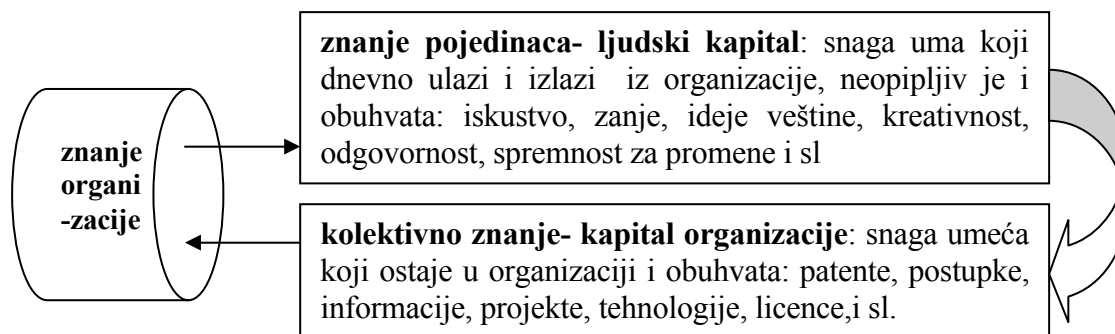 znanje
organi
-zacije
znanje pojedinaca- ljudski kapital: snaga uma koji
dnevno ulazi i izlazi iz organizacije, neopipljiv je i
obuhvata: iskustvo, zanje, ideje veštine, kreativnost,
odgovornost, spremnost za promene i sl
kolektivno znanje- kapital organizacije: snaga umeća
koji ostaje u organizaciji i obuhvata: patente, postupke,
informacije, projekte, tehnologije, licence,i sl.